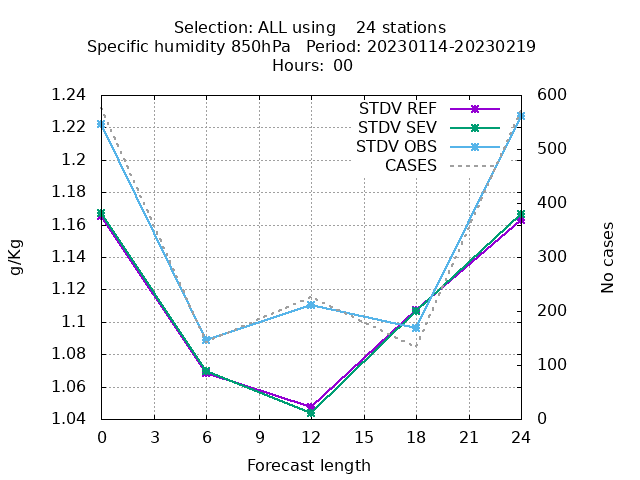 Selection: ALL using    24 stations
Specific humidity 850hPa   Period: 20230114-20230219
Hours:  00
STDV REF
STDV SEV
STDV OBS
CASES
1.24
1.22
1.2
1.18
1.16
1.14
1.12
1.1
1.08
1.06
1.04
g/Kg
600
500
400
300
200
100
0
No cases
0 3 6 9 12 15 18 21 24
Forecast length